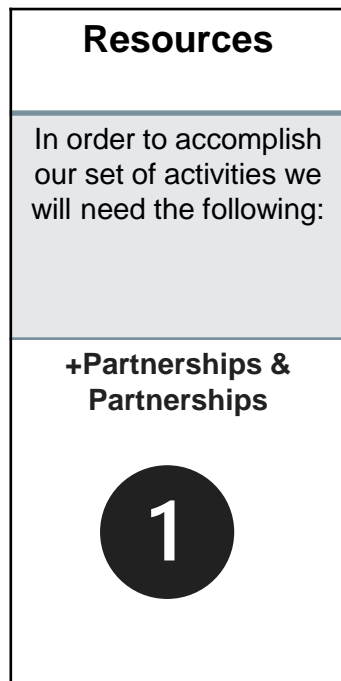 Resources
In order to accomplish
our set of activities we
will need the following:
+Partnerships &
Partnerships
1